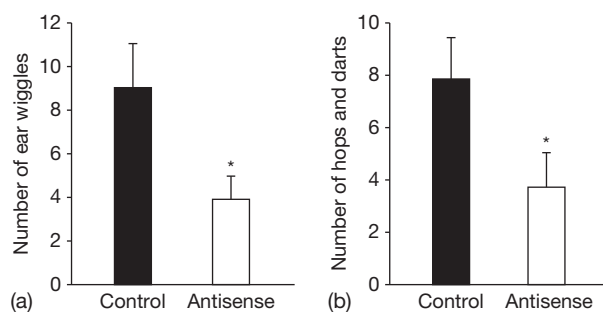 Number of ear wiggles
12
10
8
6
4
2
0
*
Control Antisense
(a)
Number of hops and darts
10
8
6
4
2
0
*
Control Antisense
(b)